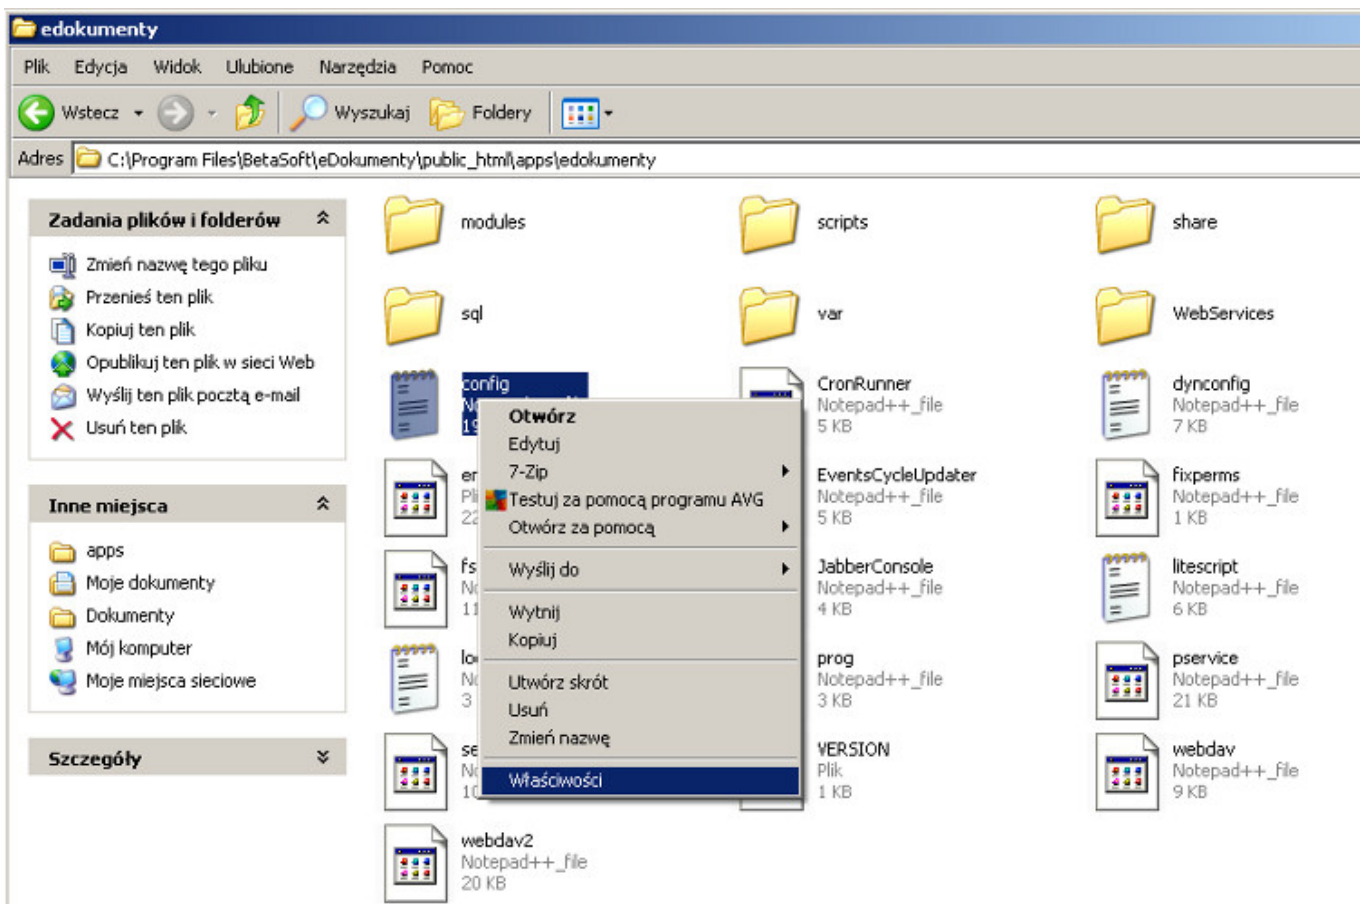 edokumenty
Plik Edycja Widok Ulubione Narzędzia Pomoc
Wstecz Wyszukaj Foldery
Adres C:\Program Files\BetaSoft\eDokumenty\public_html\apps\edokumenty
Zadania plików i folderów
Zmień nazwę tego pliku
Przenieś ten plik
Kopiuj ten plik
Opublikuj ten plik w sieci Web
Wyślij ten plik pocztą e-mail
Usuń ten plik
Inne miejsca
apps
Moje dokumenty
Dokumenty
Mój komputer
Moje miejsca sieciowe
Szczegóły
modules
scripts
share
sql
var
WebServices
config
CronRunner
Notepad++_file
5 KB
dynconfig
Notepad++_file
7 KB
EventsCycleUpdater
Notepad++_file
5 KB
fixperms
Notepad++_file
1 KB
JabberConsole
Notepad++_file
4 KB
litescript
Notepad++_file
6 KB
prog
Notepad++_file
3 KB
pservice
Notepad++_file
21 KB
VERSION
Plik
1 KB
webdav
Notepad++_file
9 KB
webdav2
Notepad++_file
20 KB
Otwórz
Edytuj
7-Zip
Testuj za pomocą programu AVG
Otwórz za pomocą
Wyślij do
Wytnij
Kopiuj
Utwórz skrót
Usuń
Zmień nazwę
Właściwości